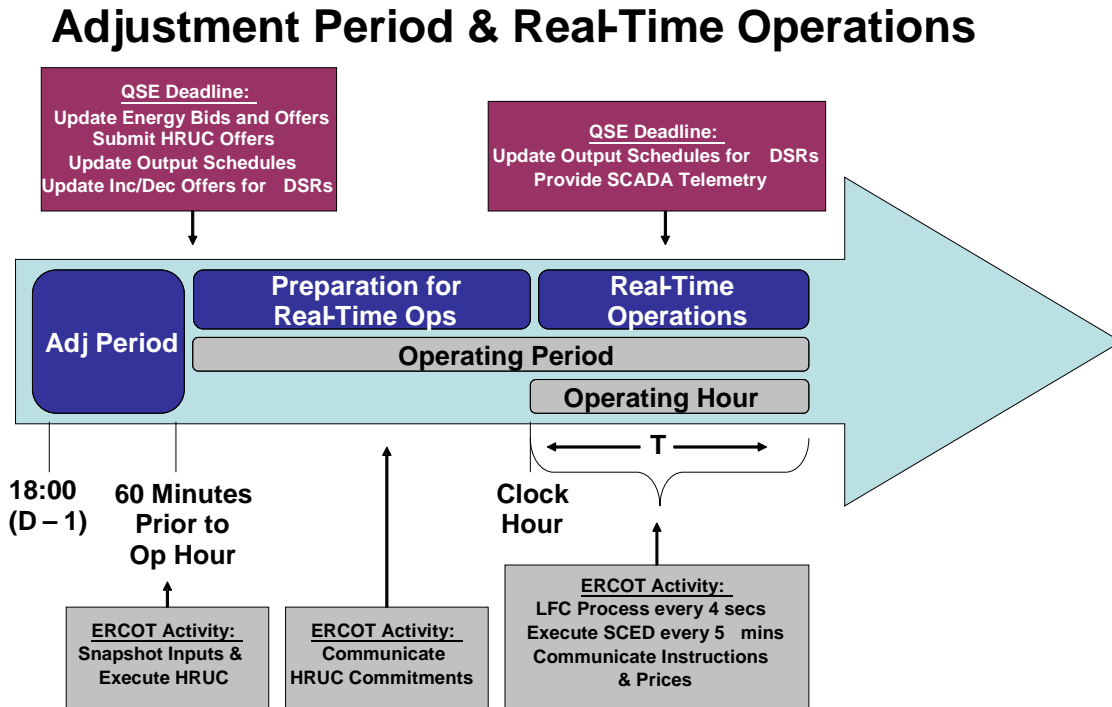 Adjustment Period & Real-Time Operations
QSE Deadline:
Update Energy Bids and Offers
Submit HRUC Offers
Update Output Schedules
Update Inc/Dec Offers for DSRs
QSE Deadline:
Update Output Schedules for DSRs
Provide SCADA Telemetry
Adj Period
Preparation for
Real-Time Ops
Real-Time
Operations
Operating Period
Operating Hour
T
18:00
(D – 1)
60 Minutes
Prior to
Op Hour
Clock
Hour
ERCOT Activity:
Snapshot Inputs &
Execute HRUC
ERCOT Activity:
Communicate
HRUC Commitments
ERCOT Activity:
LFC Process every 4 secs
Execute SCED every 5 mins
Communicate Instructions
& Prices